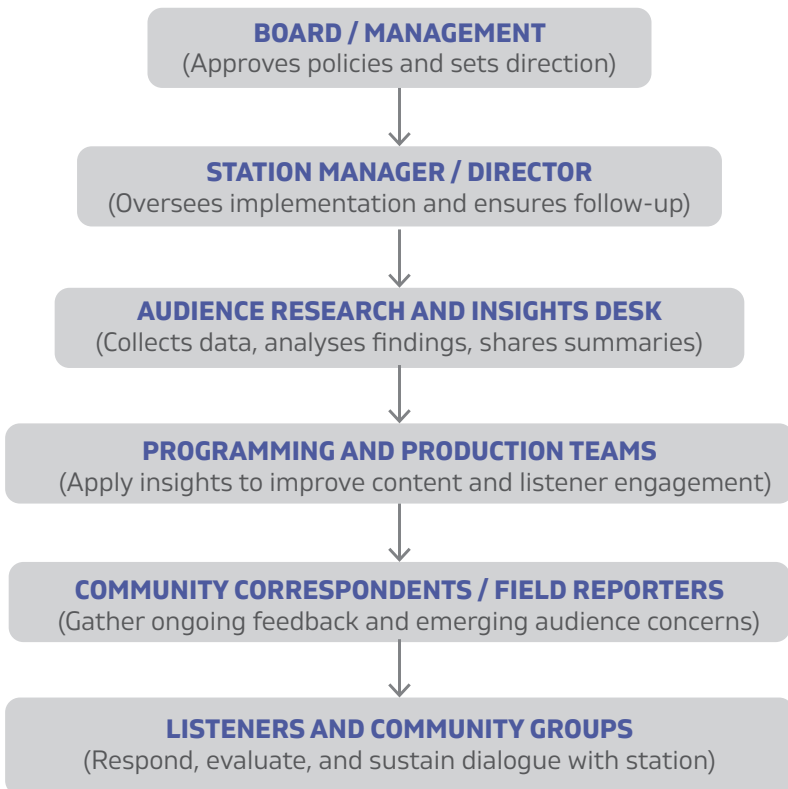 BOARD / MANAGEMENT
(Approves policies and sets direction)
STATION MANAGER / DIRECTOR
(Oversees implementation and ensures follow-up)
AUDIENCE RESEARCH AND INSIGHTS DESK
(Collects data, analyses findings, shares summaries)
PROGRAMMING AND PRODUCTION TEAMS
(Apply insights to improve content and listener engagement)
COMMUNITY CORRESPONDENTS / FIELD REPORTERS
(Gather ongoing feedback and emerging audience concerns)
LISTENERS AND COMMUNITY GROUPS
(Respond, evaluate, and sustain dialogue with station)